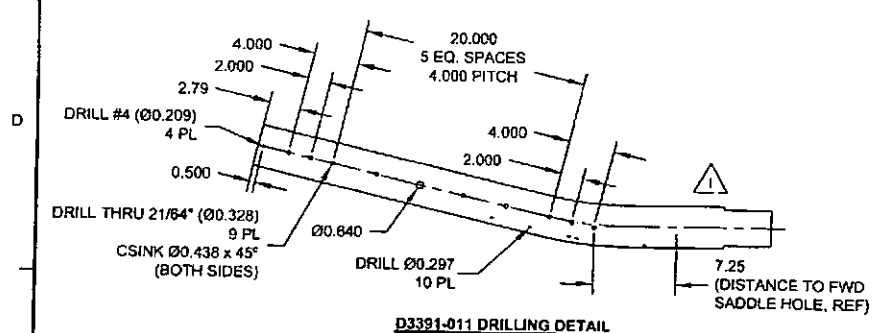 20.000
5 EQ. SPACES
4.000 PITCH
4.000
2.000
2.79
D
DRILL #4 (Ø0.209)
4 PL
0.500
4.000
2.000
1
DRILL THRU 21/64" (Ø0.328)
9 PL
CSINK Ø0.438 x 45°
(BOTH SIDES)
Ø0.640
DRILL Ø0.297
10 PL
7.25
(DISTANCE TO FWD
SADDLE HOLE, REF)
D3391-011 DRILLING DETAIL